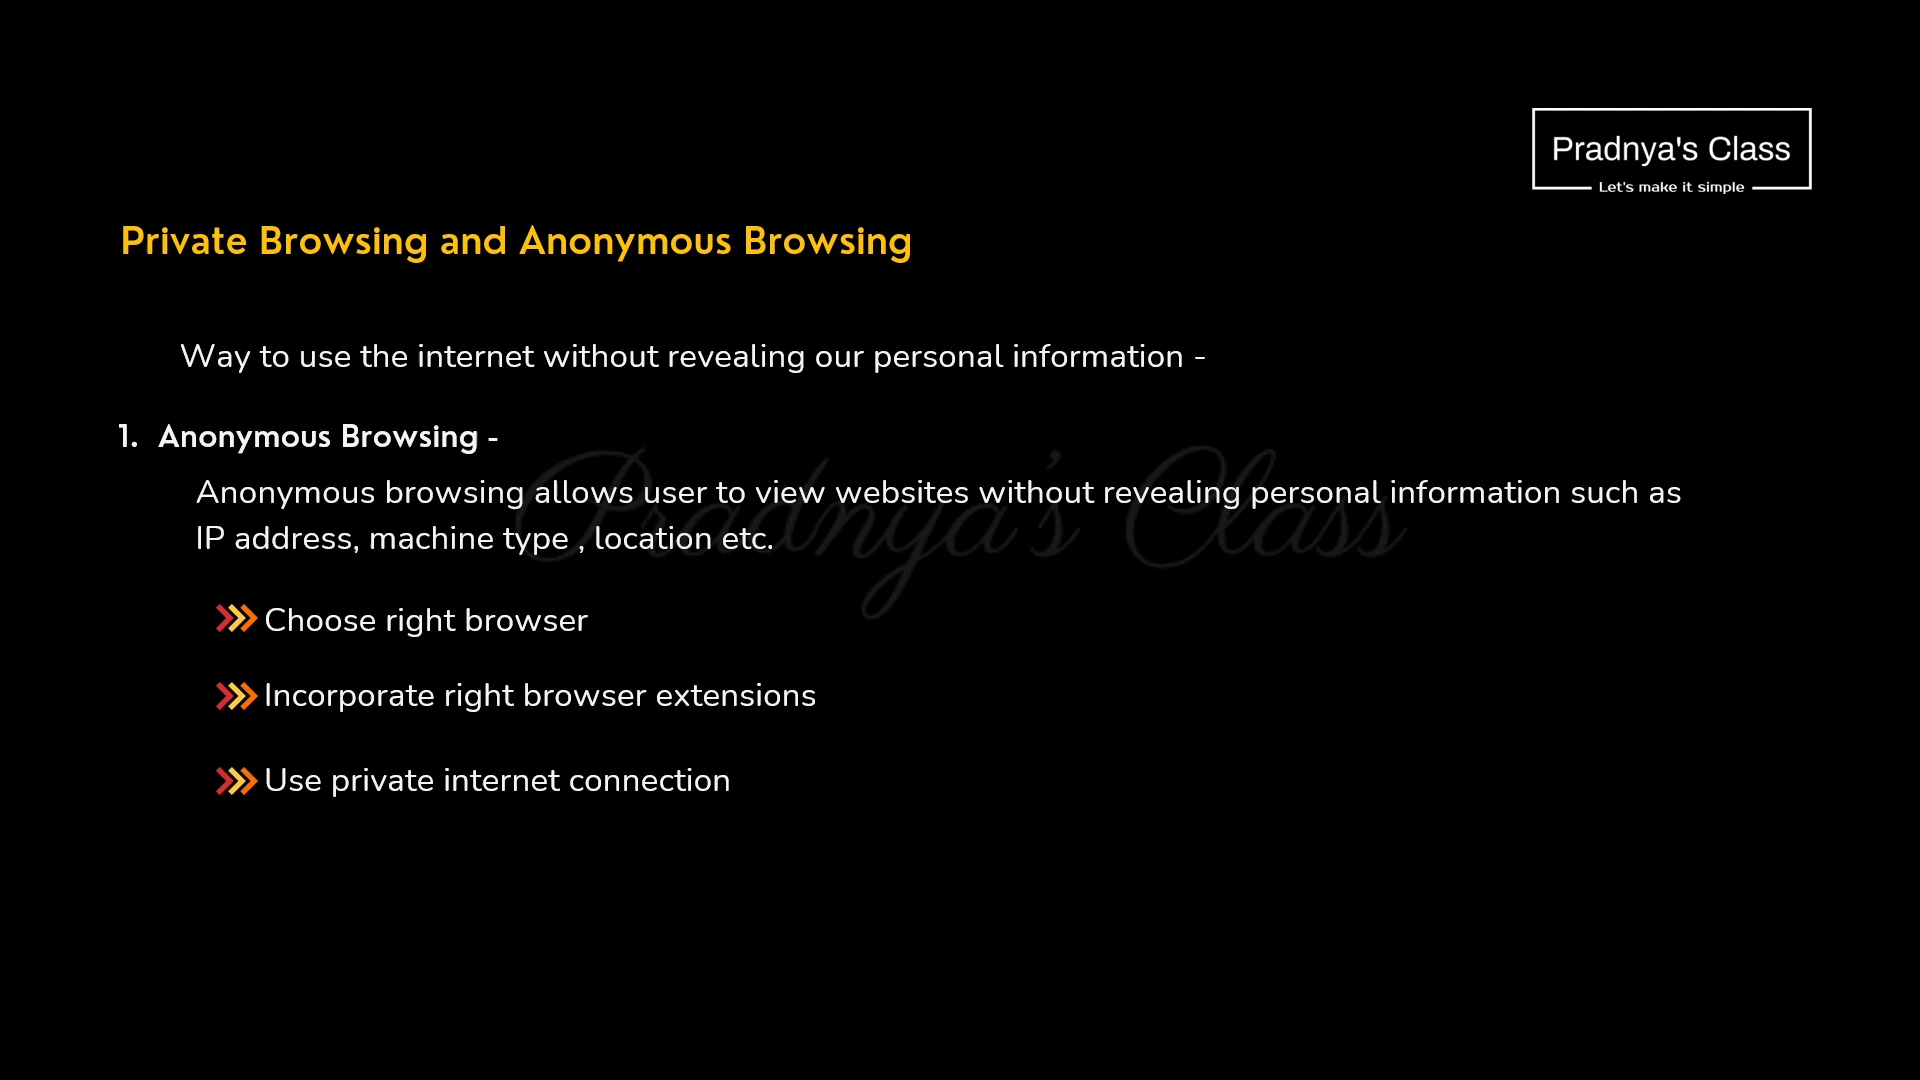 Pradnya's Class
Let's make it simple
Private Browsing and Anonymous Browsing
Way to use the internet without revealing our personal information -
1. Anonymous Browsing -
Anonymous browsing allows user to view websites without revealing personal information such as
IP address, machine type , location etc.
Pradnya's Class
Choose right browser
Incorporate right browser extensions
Use private internet connection